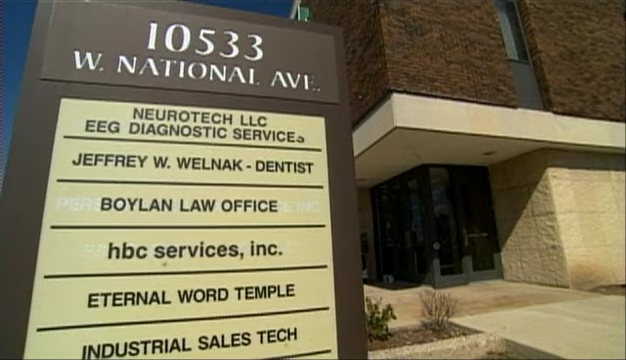 10533
W. NATIONAL AVE.
NEUROTECH LLC
EEG DIAGNOSTIC SERVICES
JEFFREY W. WELNAK - DENTIST
BOYLAN LAW OFFICE
hbc services, inc.
ETERNAL WORD TEMPLE
INDUSTRIAL SALES TECH